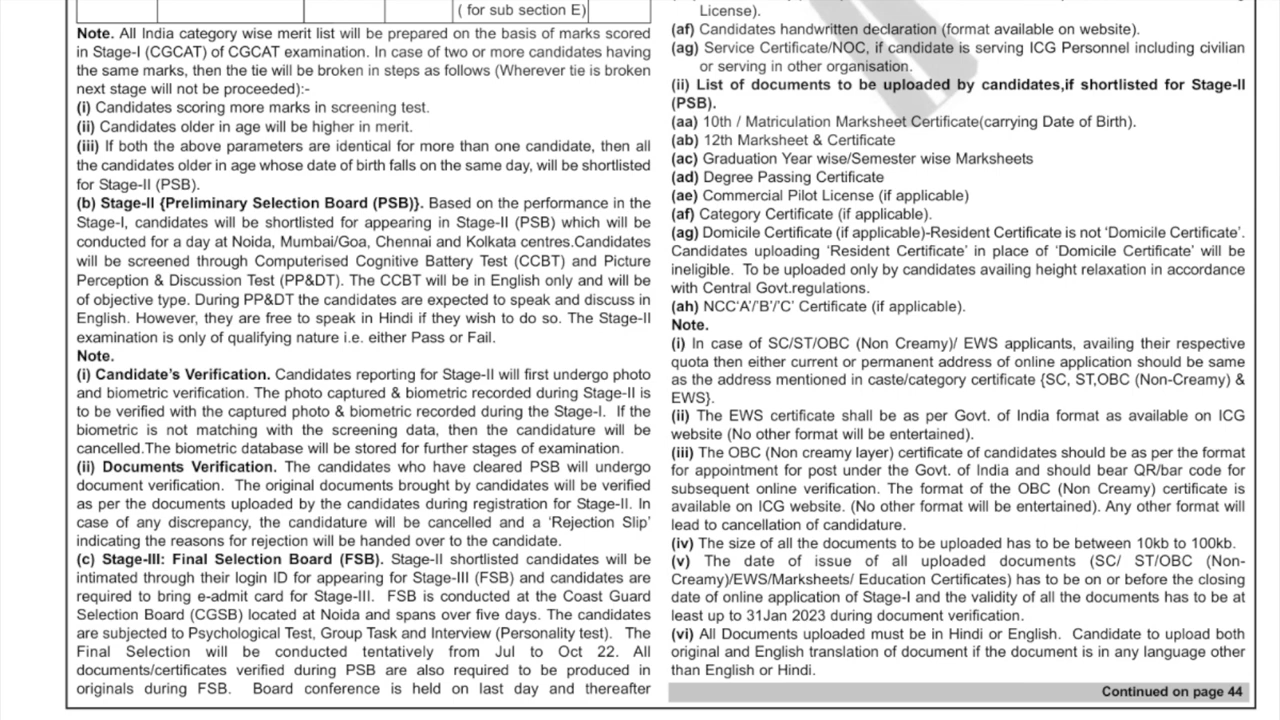 ( for sub section E)
Note. All India category wise merit list will be prepared on the basis of marks scored
in Stage-I (CGCAT) of CGCAT examination. In case of two or more candidates having
the same marks, then the tie will be broken in steps as follows (Wherever tie is broken
next stage will not be proceeded):-
(i) Candidates scoring more marks in screening test.
(ii) Candidates older in age will be higher in merit.
(iii) If both the above parameters are identical for more than one candidate, then all
the candidates older in age whose date of birth falls on the same day, will be shortlisted
for Stage-II (PSB).
(b) Stage-II {Preliminary Selection Board (PSB)}. Based on the performance in the
Stage-I, candidates will be shortlisted for appearing in Stage-II (PSB) which will be
conducted for a day at Noida, Mumbai/Goa, Chennai and Kolkata centres.Candidates
will be screened through Computerised Cognitive Battery Test (CCBT) and Picture
Perception & Discussion Test (PP&DT). The CCBT will be in English only and will be
of objective type. During PP&DT the candidates are expected to speak and discuss in
English. However, they are free to speak in Hindi if they wish to do so. The Stage-II
examination is only of qualifying nature i.e. either Pass or Fail.
Note.
(i) Candidate's Verification. Candidates reporting for Stage-II will first undergo photo
and biometric verification. The photo captured & biometric recorded during Stage-II is
to be verified with the captured photo & biometric recorded during the Stage-I. If the
biometric is not matching with the screening data, then the candidature will be
cancelled.The biometric database will be stored for further stages of examination.
(ii) Documents Verification. The candidates who have cleared PSB will undergo
document verification. The original documents brought by candidates will be verified
as per the documents uploaded by the candidates during registration for Stage-II. In
case of any discrepancy, the candidature will be cancelled and a 'Rejection Slip'
indicating the reasons for rejection will be handed over to the candidate.
(c) Stage-III: Final Selection Board (FSB). Stage-II shortlisted candidates will be
intimated through their login ID for appearing for Stage-III (FSB) and candidates are
required to bring e-admit card for Stage-III. FSB is conducted at the Coast Guard
Selection Board (CGSB) located at Noida and spans over five days. The candidates
are subjected to Psychological Test, Group Task and Interview (Personality test). The
Final Selection will be conducted tentatively from Jul to Oct 22. All
documents/certificates verified during PSB are also required to be produced in
originals during FSB. Board conference is held on last day and thereafter
License).
(af) Candidates handwritten declaration (format available on website).
(ag) Service Certificate/NOC, if candidate is serving ICG Personnel including civilian
or serving in other organisation.
(ii) List of documents to be uploaded by candidates,if shortlisted for Stage-II
(PSB).
(aa) 10th / Matriculation Marksheet Certificate(carrying Date of Birth).
(ab) 12th Marksheet & Certificate
(ac) Graduation Year wise/Semester wise Marksheets
(ad) Degree Passing Certificate
(ae) Commercial Pilot License (if applicable)
(af) Category Certificate (if applicable).
(ag) Domicile Certificate (if applicable)-Resident Certificate is not 'Domicile Certificate'.
Candidates uploading 'Resident Certificate' in place of 'Domicile Certificate' will be
ineligible. To be uploaded only by candidates availing height relaxation in accordance
with Central Govt.regulations.
(ah) NCC'A'/'B'/'C' Certificate (if applicable).
Note.
(i) In case of SC/ST/OBC (Non Creamy)/ EWS applicants, availing their respective
quota then either current or permanent address of online application should be same
as the address mentioned in caste/category certificate {SC, ST,OBC (Non-Creamy) &
EWS}.
(ii) The EWS certificate shall be as per Govt. of India format as available on ICG
website (No other format will be entertained).
(iii) The OBC (Non creamy layer) certificate of candidates should be as per the format
for appointment for post under the Govt. of India and should bear QR/bar code for
subsequent online verification. The format of the OBC (Non Creamy) certificate is
available on ICG website. (No other format will be entertained). Any other format will
lead to cancellation of candidature.
(iv) The size of all the documents to be uploaded has to be between 10kb to 100kb.
(v) The date of issue of all uploaded documents (SC/ ST/OBC (Non-
Creamy)/EWS/Marksheets/ Education Certificates) has to be on or before the closing
date of online application of Stage-I and the validity of all the documents has to be at
least up to 31Jan 2023 during document verification.
(vi) All Documents uploaded must be in Hindi or English. Candidate to upload both
original and English translation of document if the document is in any language other
than English or Hindi.
Continued on page 44